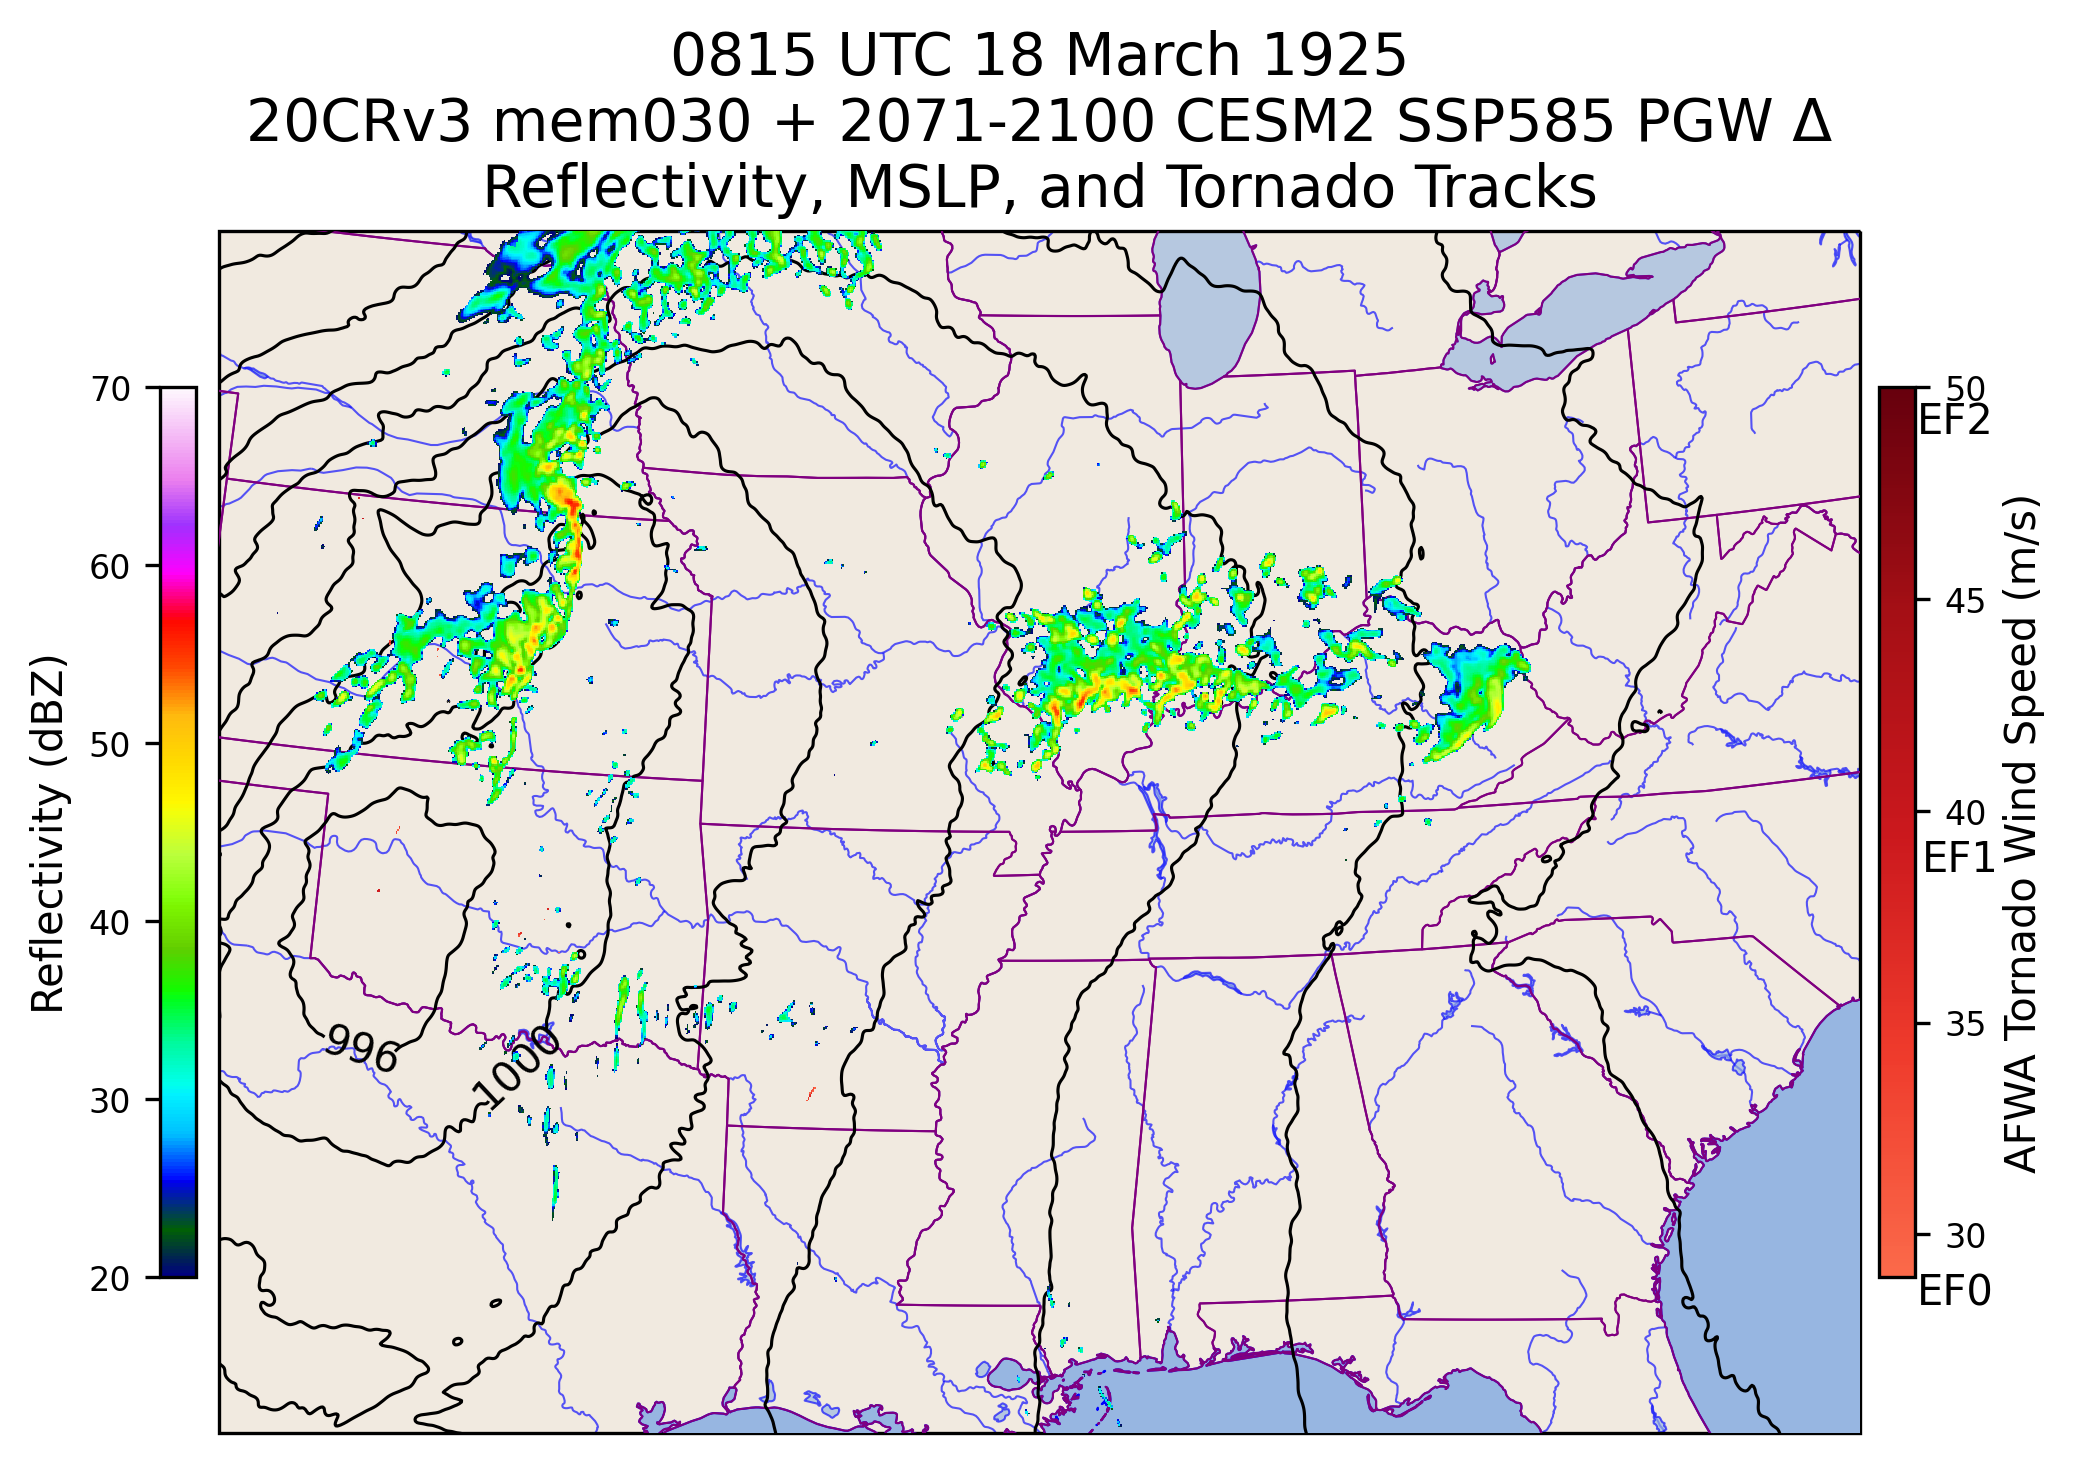 0815 UTC 18 March 1925
20CRv3 mem030 + 2071-2100 CESM2 SSP585 PGW Δ
Reflectivity, MSLP, and Tornado Tracks
70
60
50
40
30
20
Reflectivity (dBZ)
996
1000
50
EF2
45
40
EF1
35
30
EF0
AFWA Tornado Wind Speed (m/s)